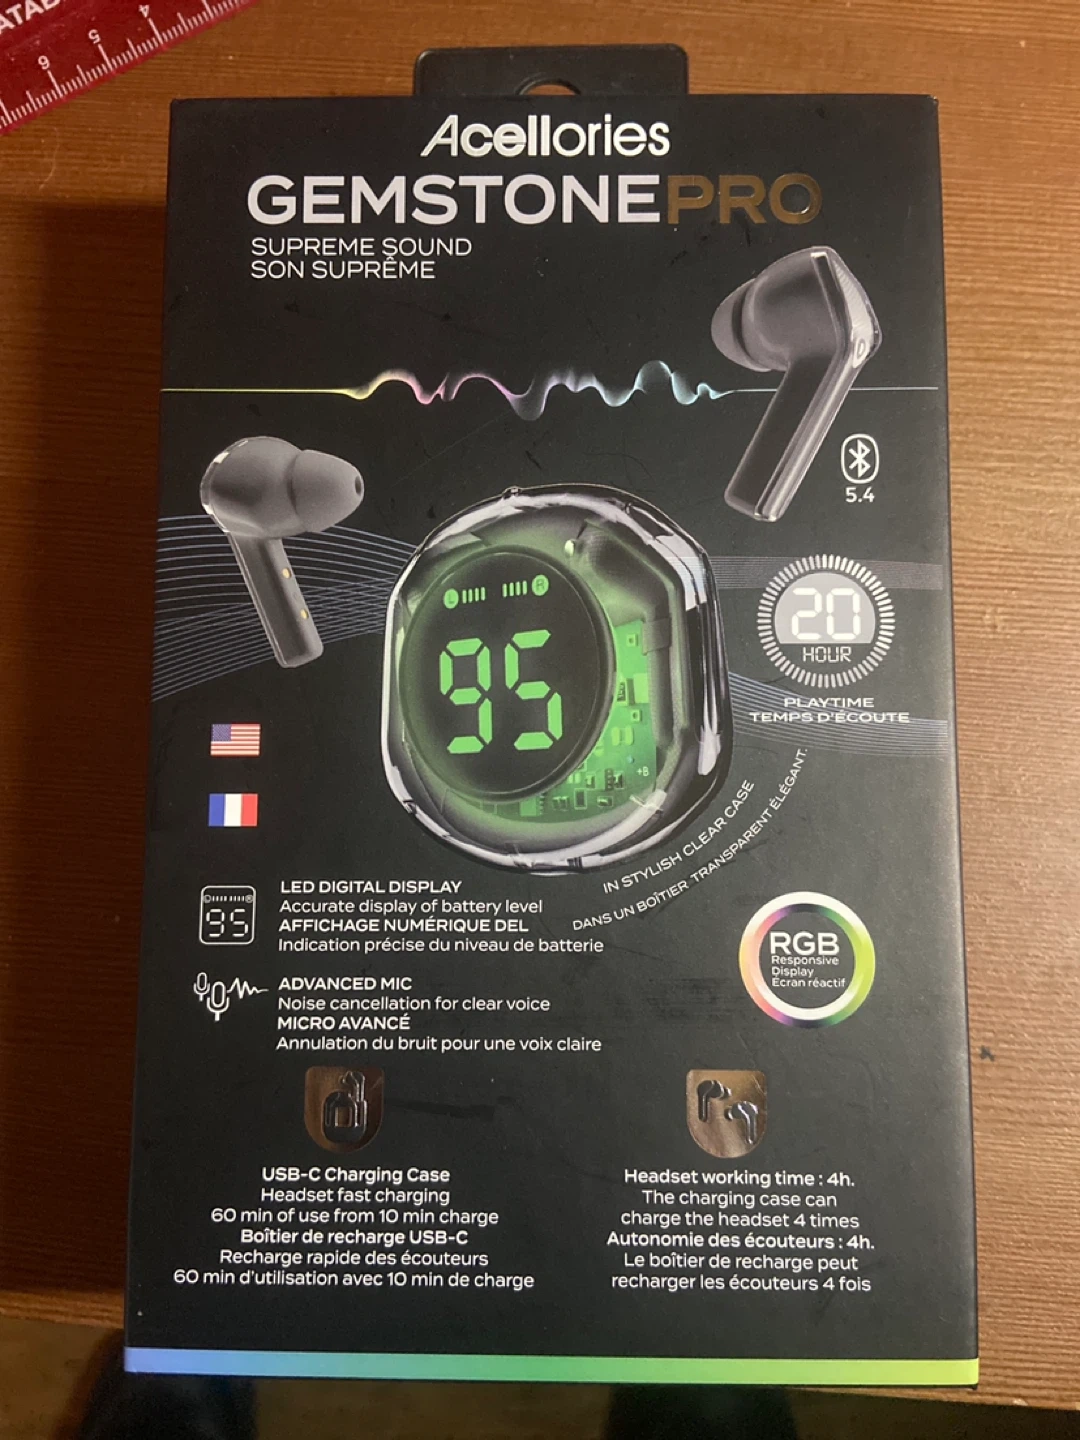 4
5
6
Acellories
GEMSTONEPRO
SUPREME SOUND
SON SUPRÊME
5.4
L R
95
20
HOUR
PLAYTIME
TEMPS D'ÉCOUTE
+B
IN STYLISH CLEAR CASE
DANS UN BOÎTIER TRANSPARENT ÉLÉGANT.
LED DIGITAL DISPLAY
Accurate display of battery level
AFFICHAGE NUMÉRIQUE DEL
Indication précise du niveau de batterie
95
RGB
Responsive
Display
Écran réactif
ADVANCED MIC
Noise cancellation for clear voice
MICRO AVANCÉ
Annulation du bruit pour une voix claire
USB-C Charging Case
Headset fast charging
60 min of use from 10 min charge
Boîtier de recharge USB-C
Recharge rapide des écouteurs
60 min d'utilisation avec 10 min de charge
Headset working time : 4h.
The charging case can
charge the headset 4 times
Autonomie des écouteurs : 4h.
Le boîtier de recharge peut
recharger les écouteurs 4 fois